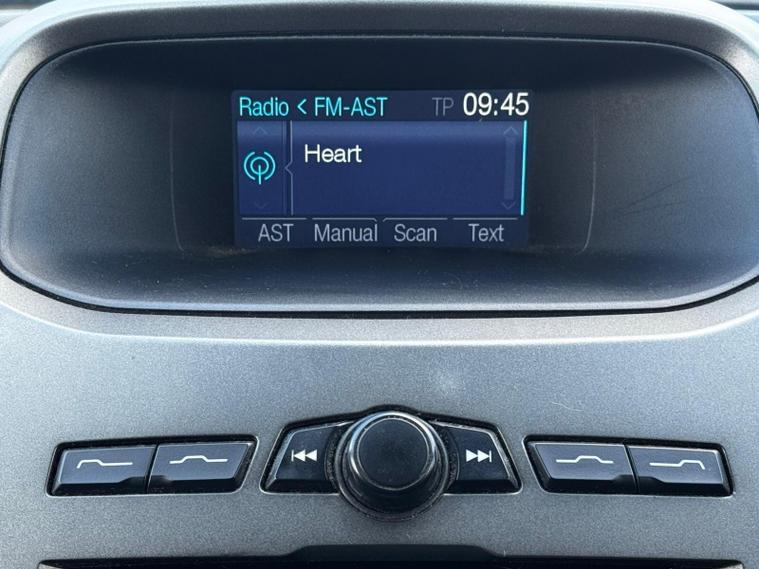 Radio < FM-AST TP 09:45
Heart
AST Manual Scan Text